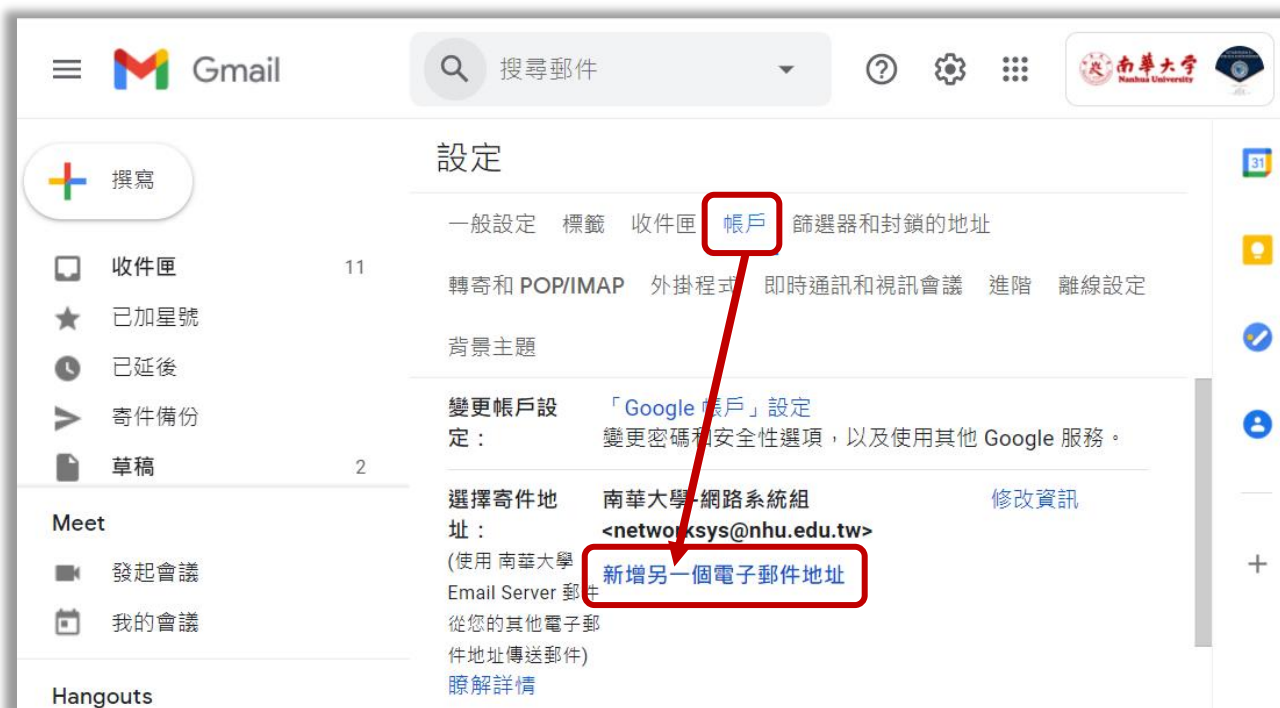 Gmail
搜尋郵件
南華大學
Nanhua University
撰寫
收件匣 11
已加星號
已延後
寄件備份
草稿 2
Meet
發起會議
我的會議
Hangouts
設定
一般設定 標籤 收件匣 帳戶 篩選器和封鎖的地址
轉寄和 POP/IMAP 外掛程式 即時通訊和視訊會議 進階 離線設定
背景主題
變更帳戶設
定：
「Google 帳戶」設定
變更密碼和安全性選項，以及使用其他 Google 服務。
選擇寄件地
址：
(使用 南華大學
Email Server 郵件
從您的其他電子郵
件地址傳送郵件)
瞭解詳情
南華大學-網路系統組
<networksys@nhu.edu.tw>
修改資訊
新增另一個電子郵件地址
31